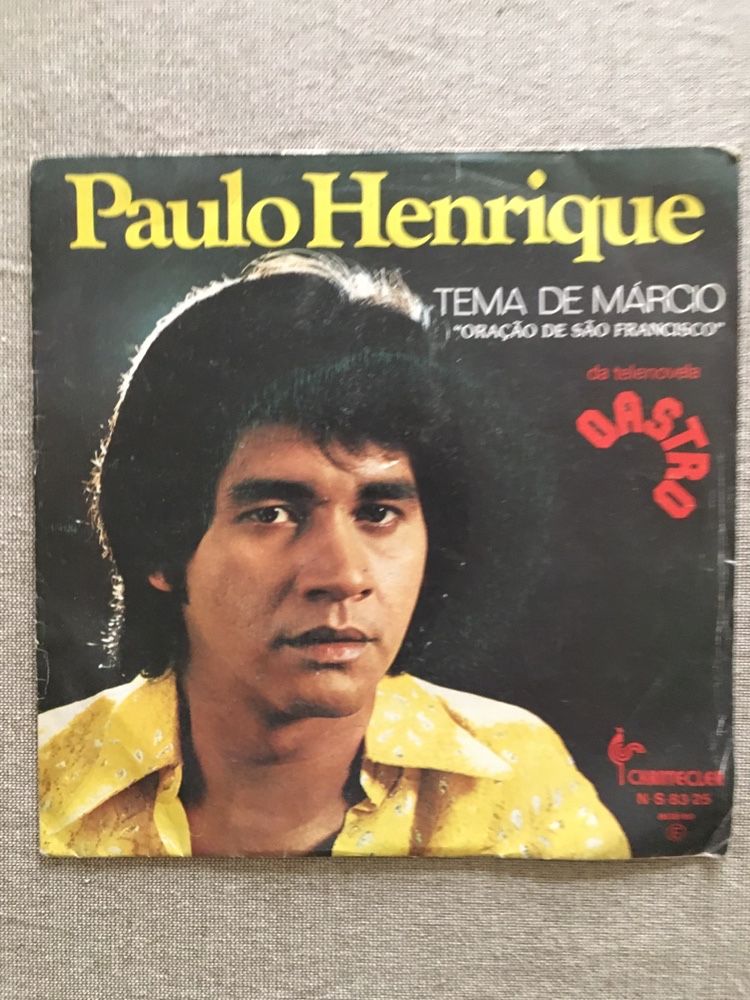 Paulo Henrique
TEMA DE MÁRCIO
"ORAÇÃO DE SÃO FRANCISCO"
da telenovela
O ASTRO
CHANTECLER
N-S-83-25